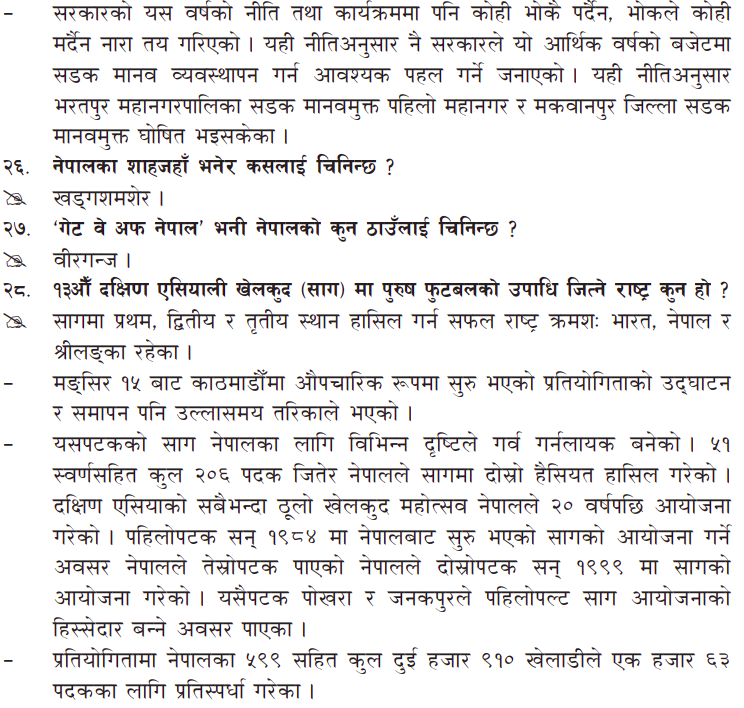 – सरकारको यस वर्षको नीति तथा कार्यक्रममा पनि कोही भोकै पर्दैन, भोकले कोही
मर्दैन नारा तय गरिएको । यही नीतिअनुसार नै सरकारले यो आर्थिक वर्षको बजेटमा
सडक मानव व्यवस्थापन गर्न आवश्यक पहल गर्ने जनाएको । यही नीतिअनुसार
भरतपुर महानगरपालिका सडक मानवमुक्त पहिलो महानगर र मकवानपुर जिल्ला सडक
मानवमुक्त घोषित भइसकेका ।
२६. नेपालका शाहजहाँ भनेर कसलाई चिनिन्छ ?
खड्गशमशेर ।
२७. ‘गेट वे अफ नेपाल’ भनी नेपालको कुन ठाउँलाई चिनिन्छ ?
वीरगन्ज ।
२८. १३औँ दक्षिण एसियाली खेलकुद (साग) मा पुरुष फुटबलको उपाधि जित्ने राष्ट्र कुन हो ?
सागमा प्रथम, द्वितीय र तृतीय स्थान हासिल गर्न सफल राष्ट्र क्रमशः भारत, नेपाल र
श्रीलङ्का रहेका ।
– मङ्सिर १५ बाट काठमाडौँमा औपचारिक रूपमा सुरु भएको प्रतियोगिताको उद्घाटन
र समापन पनि उल्लासमय तरिकाले भएको ।
– यसपटकको साग नेपालका लागि विभिन्न दृष्टिले गर्व गर्नलायक बनेको । ५१
स्वर्णसहित कुल २०६ पदक जितेर नेपालले सागमा दोस्रो हैसियत हासिल गरेको ।
दक्षिण एसियाको सबैभन्दा ठूलो खेलकुद महोत्सव नेपालले २० वर्षपछि आयोजना
गरेको । पहिलोपटक सन् १९८४ मा नेपालबाट सुरु भएको सागको आयोजना गर्ने
अवसर नेपालले तेस्रोपटक पाएको नेपालले दोस्रोपटक सन् १९९९ मा सागको
आयोजना गरेको । यसैपटक पोखरा र जनकपुरले पहिलोपल्ट साग आयोजनाको
हिस्सेदार बन्ने अवसर पाएका ।
– प्रतियोगितामा नेपालका ५९९ सहित कुल दुई हजार ९१० खेलाडीले एक हजार ६३
पदकका लागि प्रतिस्पर्धा गरेका ।